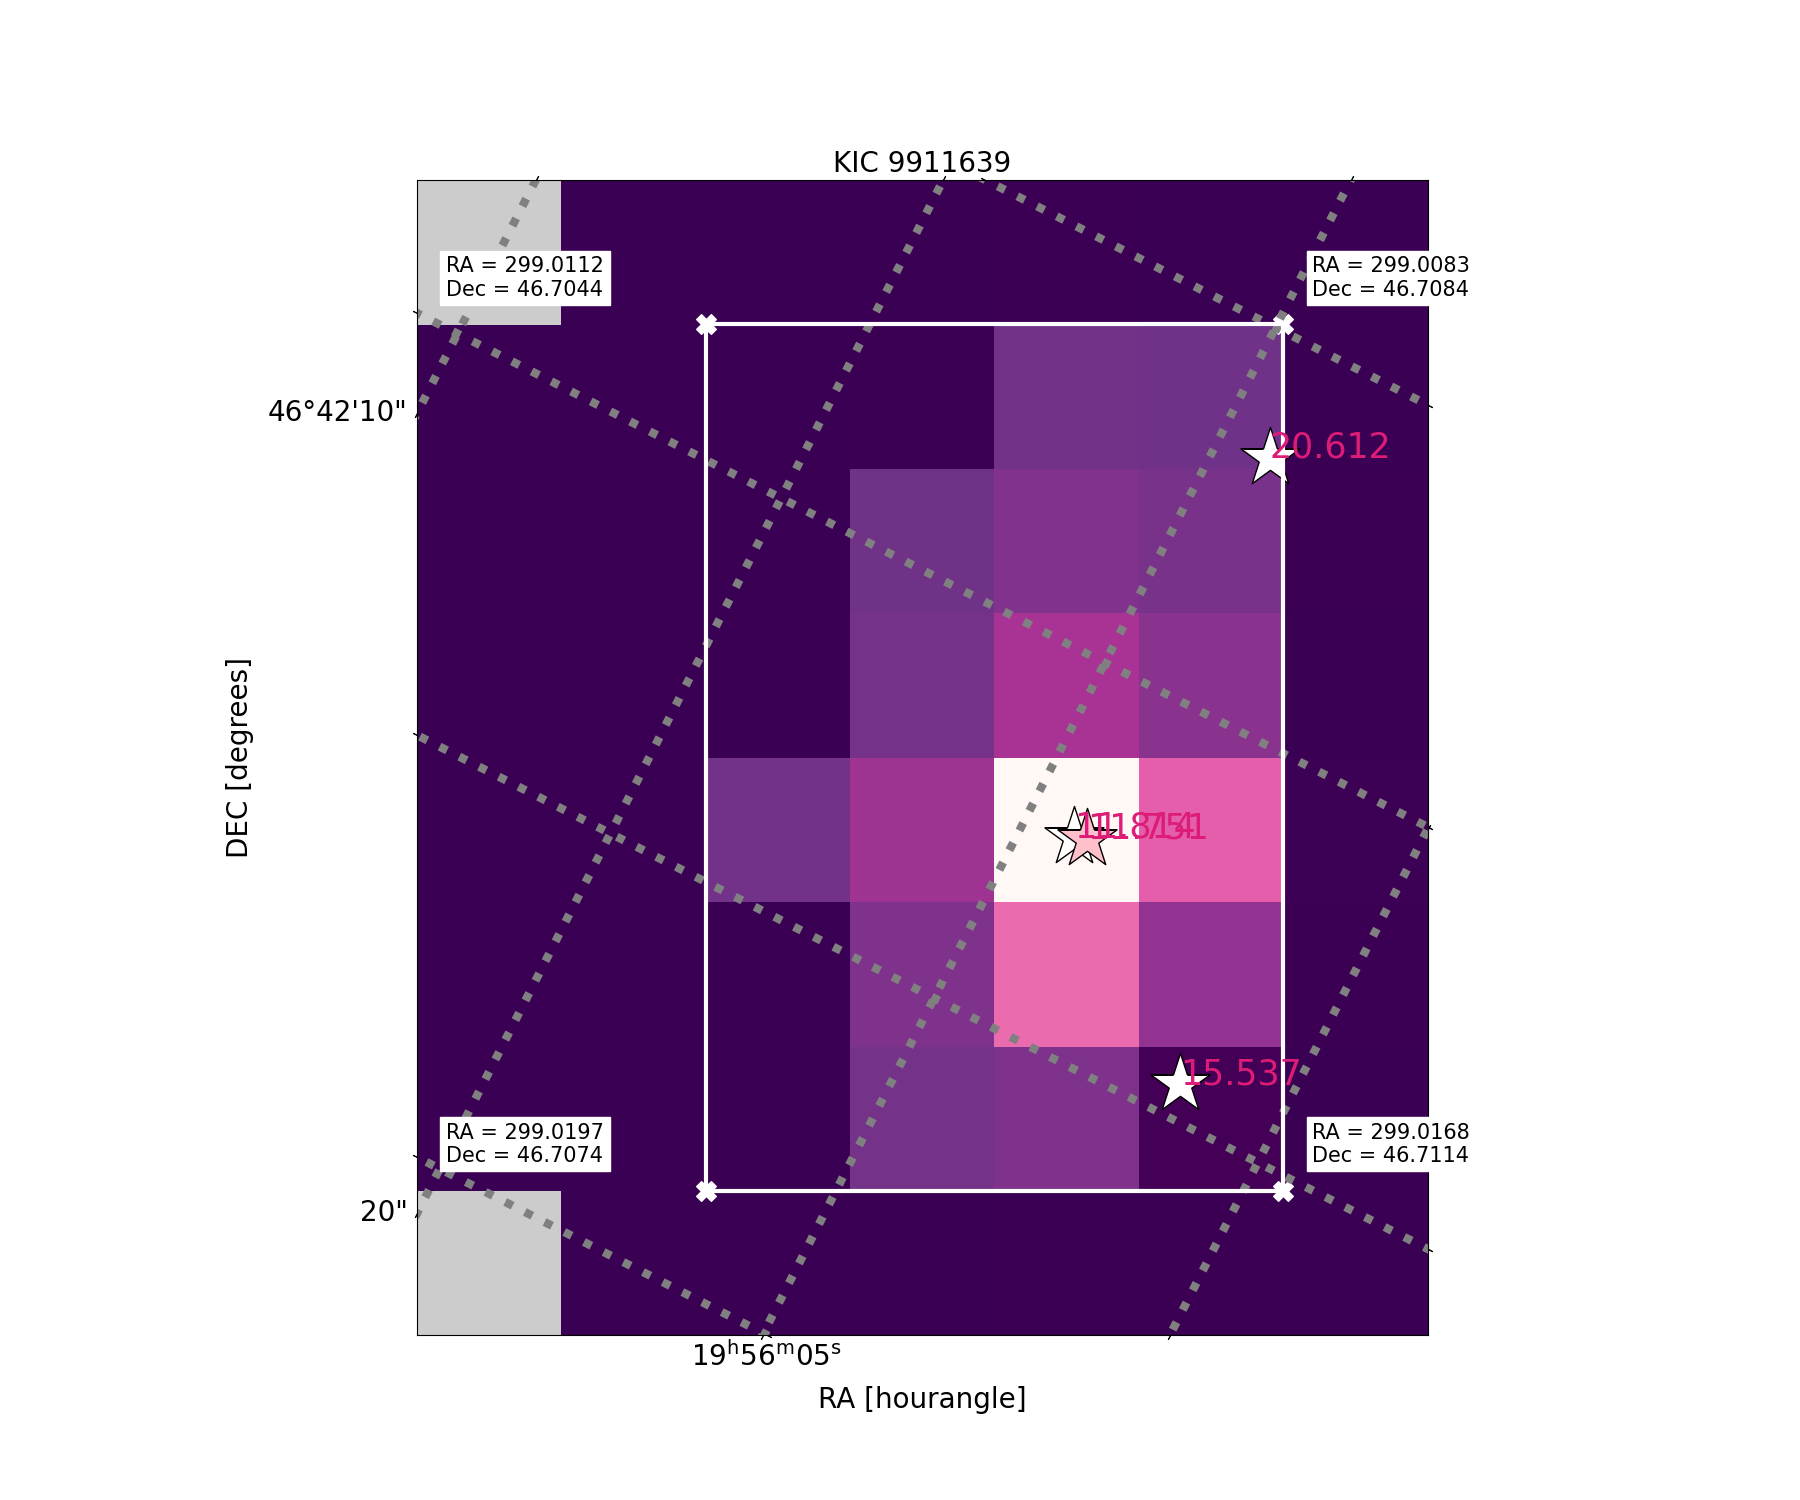 KIC 9911639
RA = 299.0112
Dec = 46.7044
RA = 299.0083
Dec = 46.7084
46°42'10"
20.612
DEC [degrees]
15.537
RA = 299.0197
Dec = 46.7074
RA = 299.0168
Dec = 46.7114
20"
19h56m05s
RA [hourangle]